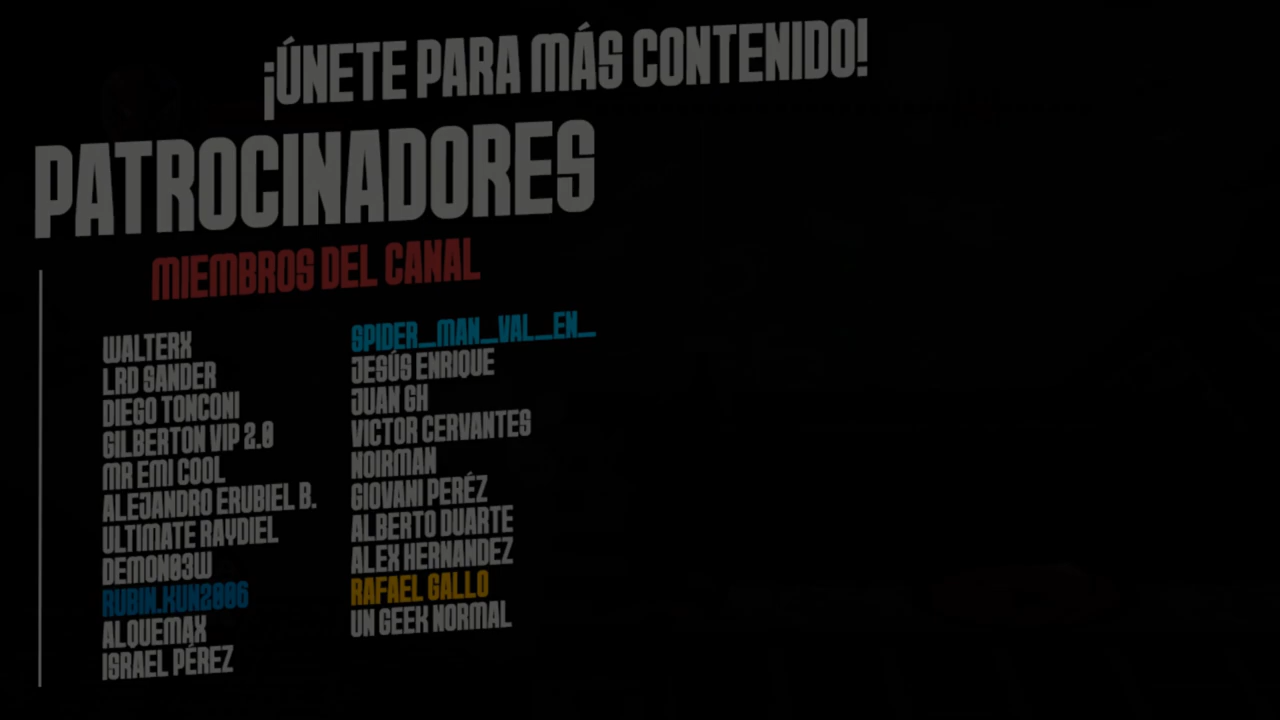 ¡ÚNETE PARA MÁS CONTENIDO!
PATROCINADORES
MIEMBROS DEL CANAL
WALTERX
LRD SANDER
DIEGO TONCONI
GILBERTON VIP 2.0
MR EMI COOL
ALEJANDRO ERUBIEL B.
ULTIMATE RAYDIEL
DEMON03W
RUBIN.KUN2006
ALQUEMAX
ISRAEL PÉREZ
SPIDER_MAN_VAL_EN_
JESÚS ENRIQUE
JUAN GH
VICTOR CERVANTES
NOIRMAN
GIOVANI PERÉZ
ALBERTO DUARTE
ALEX HERNANDEZ
RAFAEL GALLO
UN GEEK NORMAL